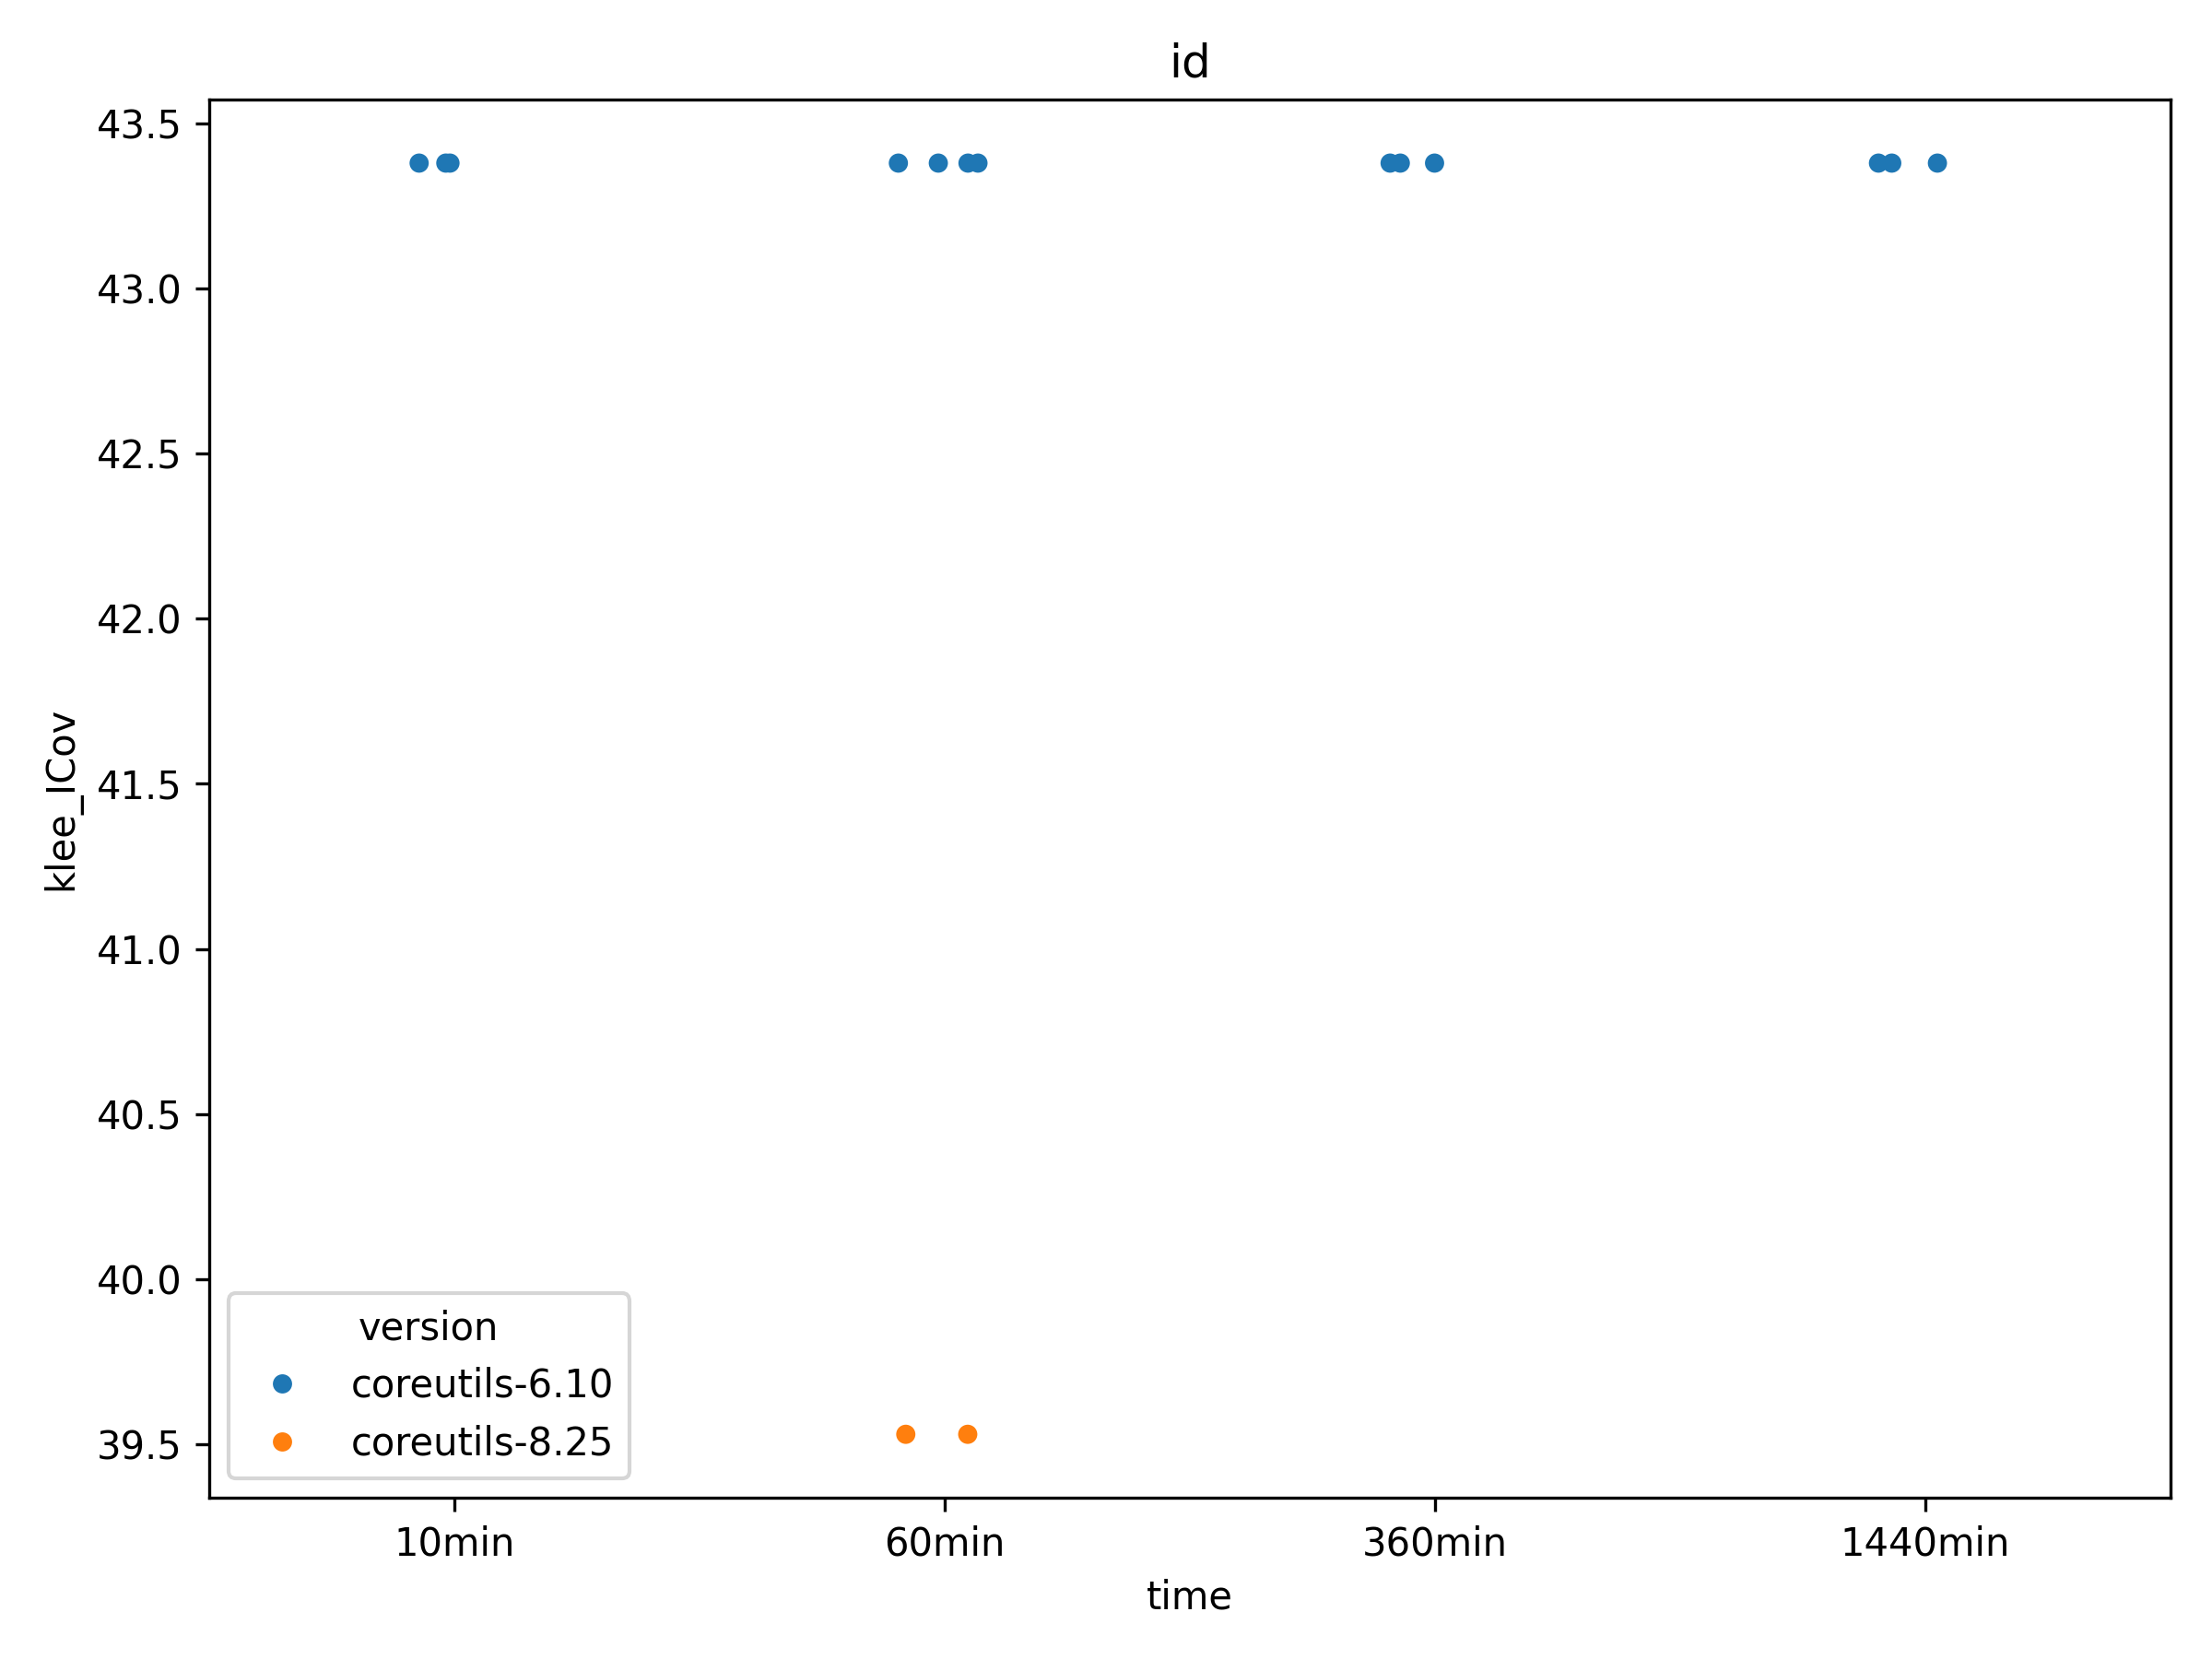 id
43.5
43.0
42.5
42.0
41.5
41.0
40.5
40.0
39.5
klee_ICov
version
coreutils-6.10
coreutils-8.25
10min 60min 360min 1440min
time